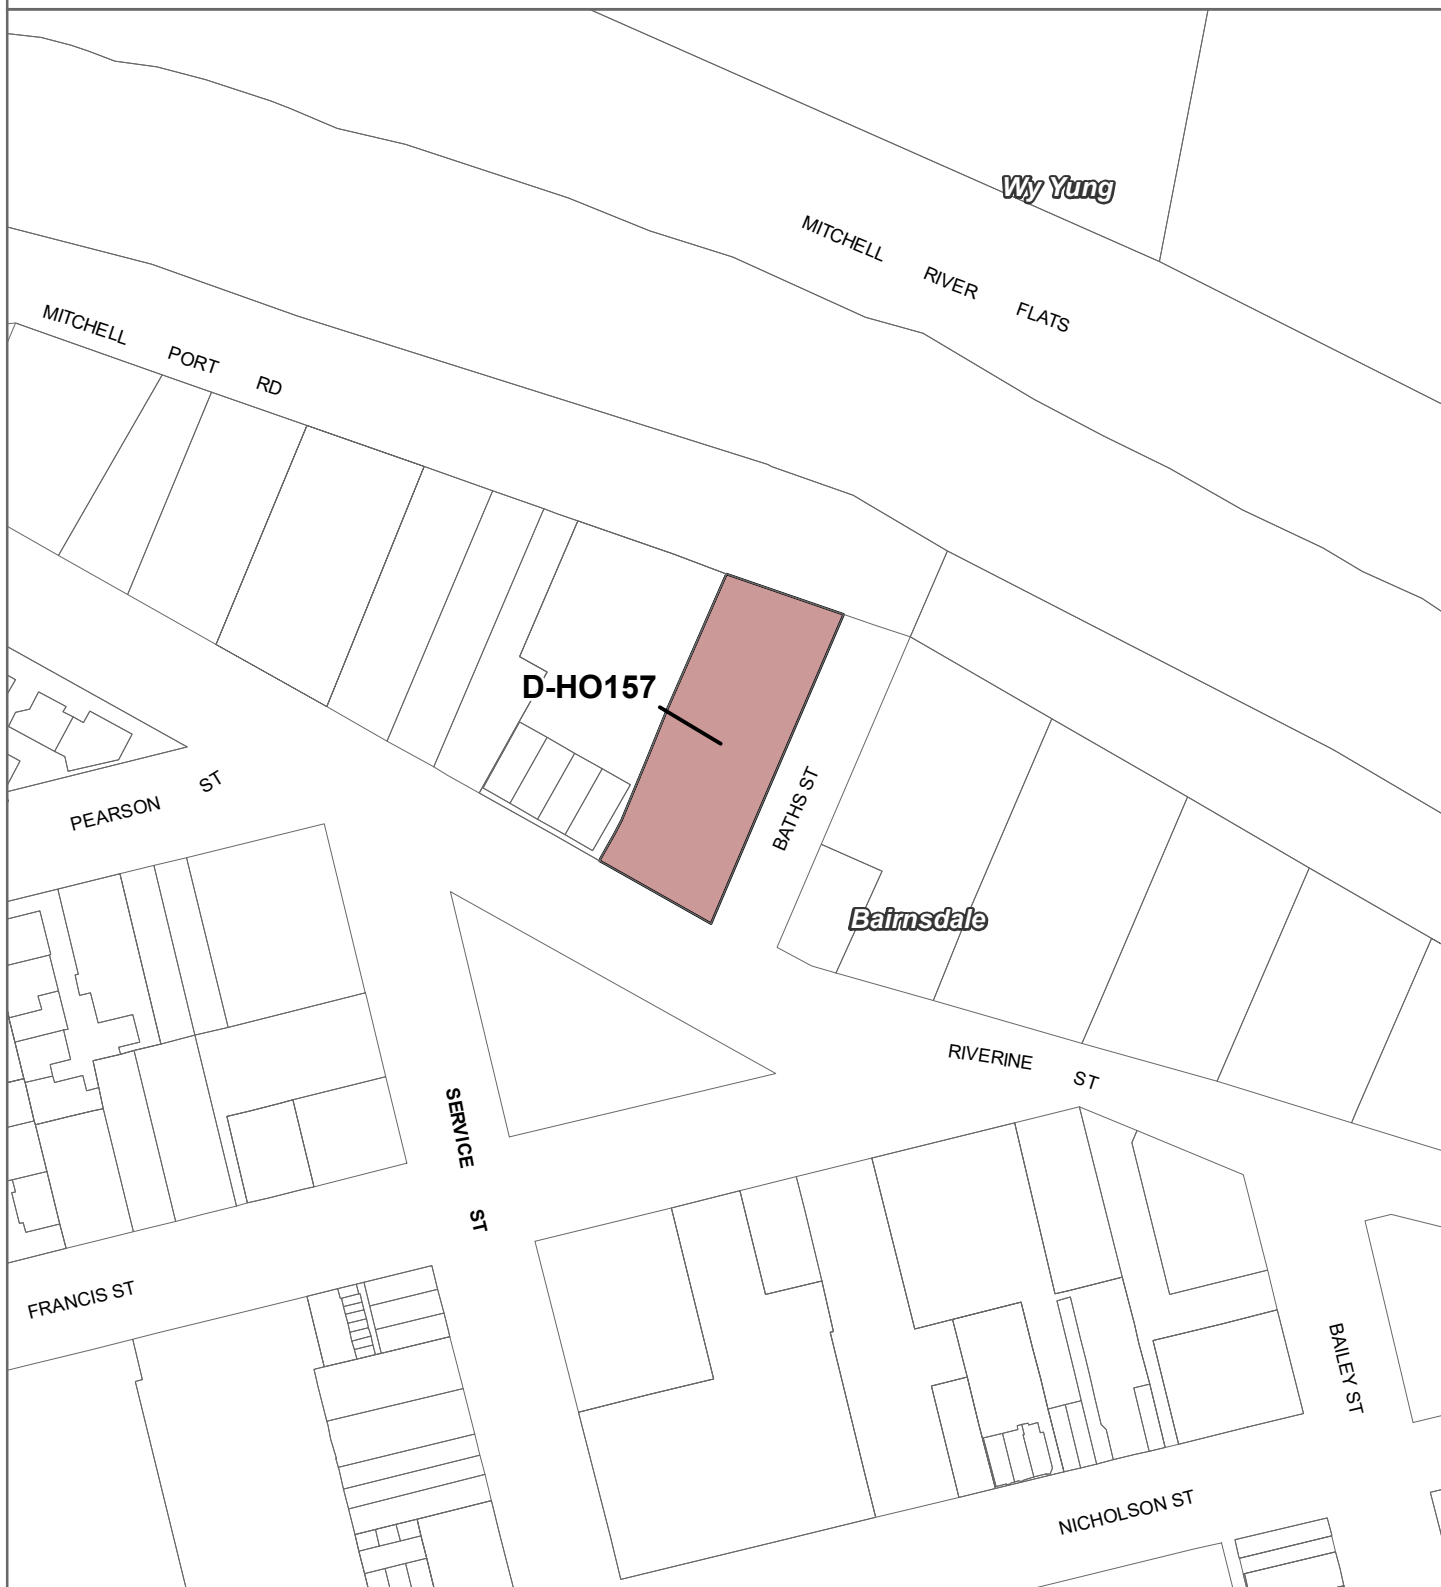 Wy Yung
MITCHELL RIVER FLATS
MITCHELL PORT RD
D-HO157
PEARSON ST
BATHS ST
Bairnsdale
RIVERINE ST
SERVICE ST
FRANCIS ST
BAILEY ST
NICHOLSON ST